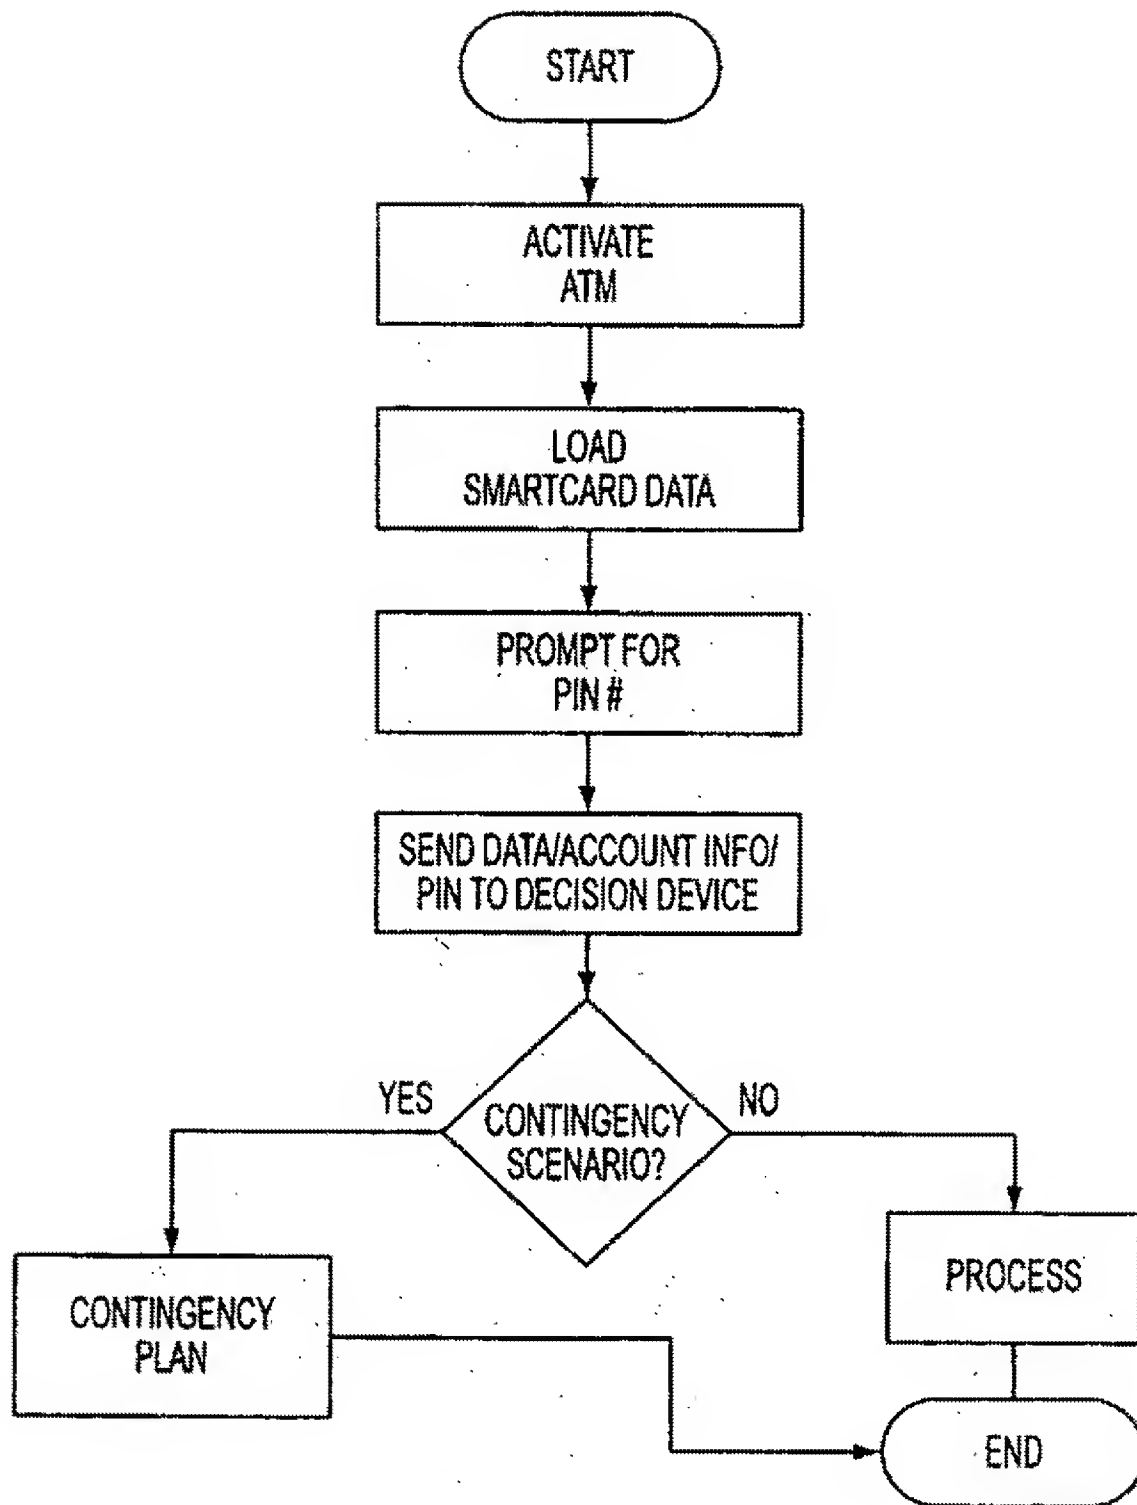 START
ACTIVATE
ATM
LOAD
SMARTCARD DATA
PROMPT FOR
PIN #
SEND DATA/ACCOUNT INFO/
PIN TO DECISION DEVICE
YES
NO
CONTINGENCY
SCENARIO?
CONTINGENCY
PLAN
PROCESS
END